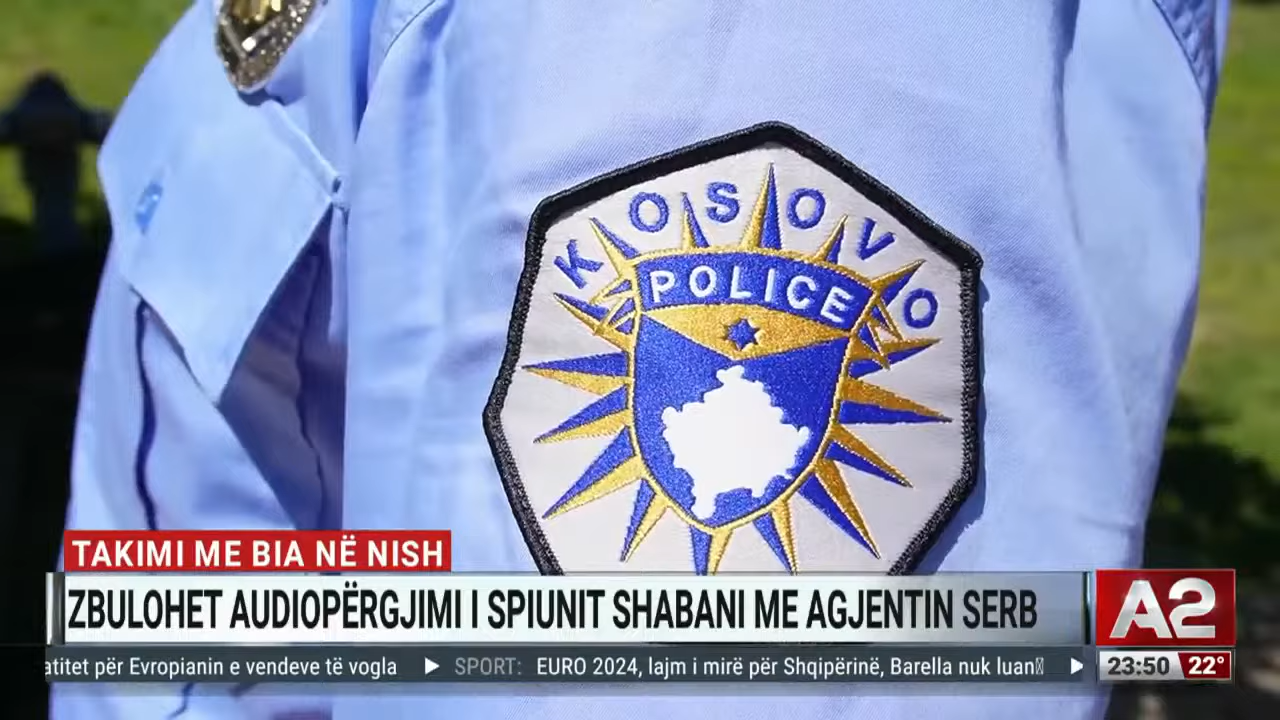 KOSOVO
POLICE
TAKIMI ME BIA NË NISH
ZBULOHET AUDIOPËRGJIMI I SPIUNIT SHABANI ME AGJENTIN SERB
A2
atitet për Evropianin e vendeve të vogla ▶ SPORT: EURO 2024, lajm i mirë për Shqipërinë, Barella nuk luan
23:50 22°